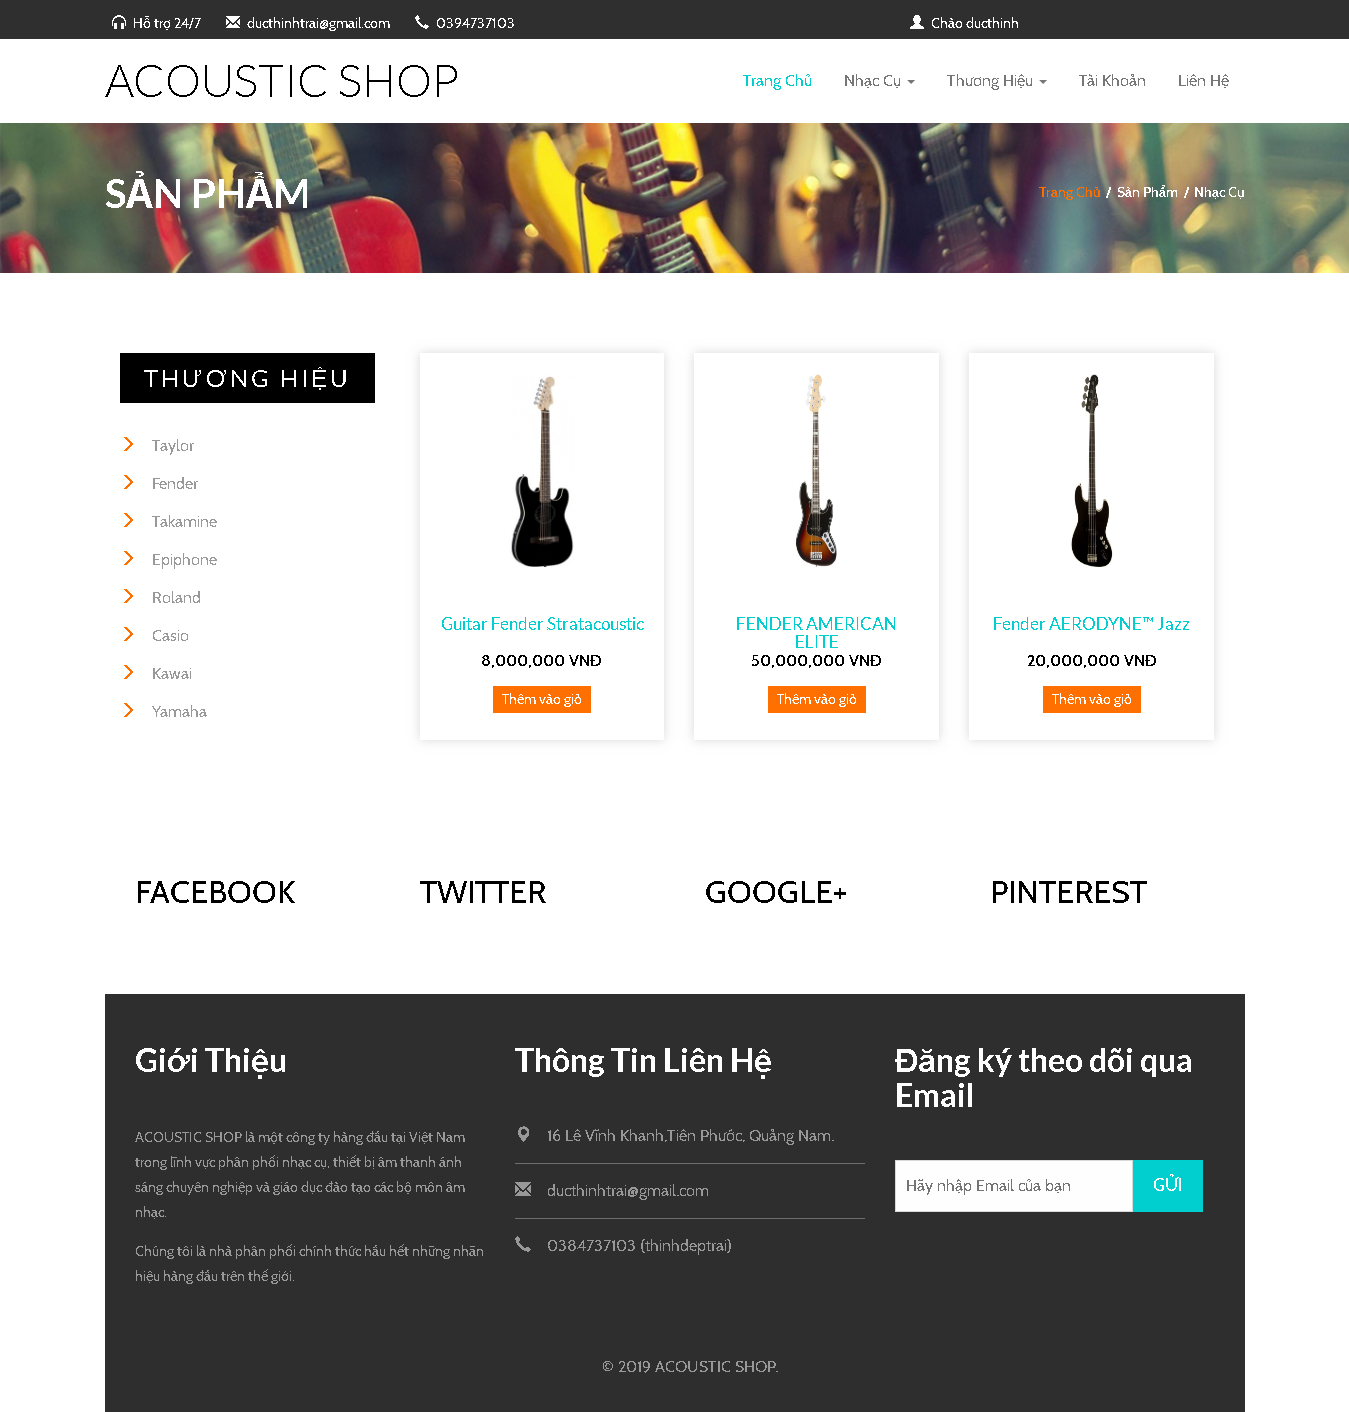 Hỗ trợ 24/7 ducthinhtrai@gmail.com 0394737103 Chào ducthinh
ACOUSTIC SHOP
Trang Chủ Nhạc Cụ Thương Hiệu Tài Khoản Liên Hệ
SẢN PHẨM
Trang Chủ / Sản Phẩm / Nhạc Cụ
THƯƠNG HIỆU
Taylor
Fender
Takamine
Epiphone
Roland
Casio
Kawai
Yamaha
Guitar Fender Stratacoustic
8,000,000 VNĐ
Thêm vào giỏ
FENDER AMERICAN
ELITE
50,000,000 VNĐ
Thêm vào giỏ
Fender AERODYNE™ Jazz
20,000,000 VNĐ
Thêm vào giỏ
FACEBOOK TWITTER GOOGLE+ PINTEREST
Giới Thiệu
ACOUSTIC SHOP là một công ty hàng đầu tại Việt Nam
trong lĩnh vực phân phối nhạc cụ, thiết bị âm thanh ánh
sáng chuyên nghiệp và giáo dục đào tạo các bộ môn âm
nhạc.
Chúng tôi là nhà phân phối chính thức hầu hết những nhãn
hiệu hàng đầu trên thế giới.
Thông Tin Liên Hệ
16 Lê Vĩnh Khanh,Tiên Phước, Quảng Nam.
ducthinhtrai@gmail.com
0384737103 (thinhdeptrai)
Đăng ký theo dõi qua
Email
Hãy nhập Email của bạn GỬI
© 2019 ACOUSTIC SHOP.